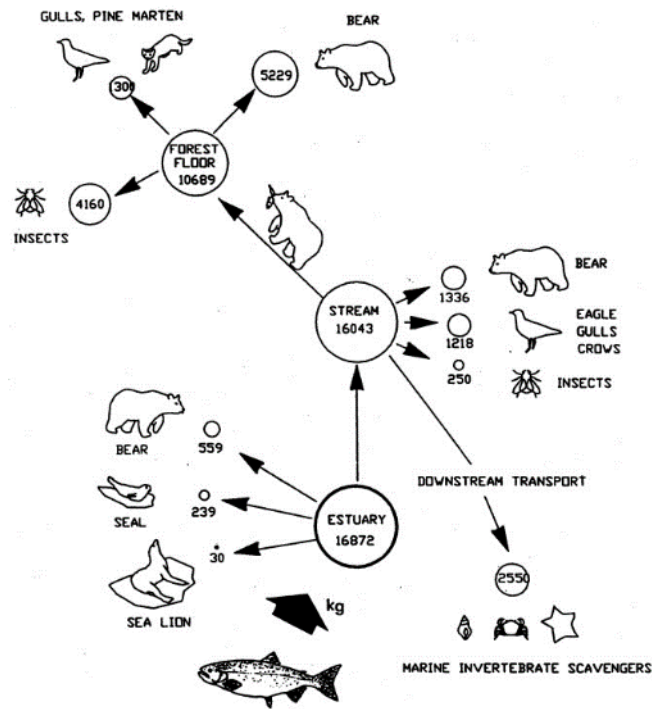 GULLS, PINE MARTEN
BEAR
5229
FOREST
FLOOR
10689
4160
INSECTS
BEAR
1336
STREAM
16043
EAGLE
GULLS
CROWS
1218
250
INSECTS
BEAR
559
DOWNSTREAM TRANSPORT
SEAL
239
ESTUARY
16872
30
SEA LION
2550
kg
MARINE INVERTEBRATE SCAVENGERS